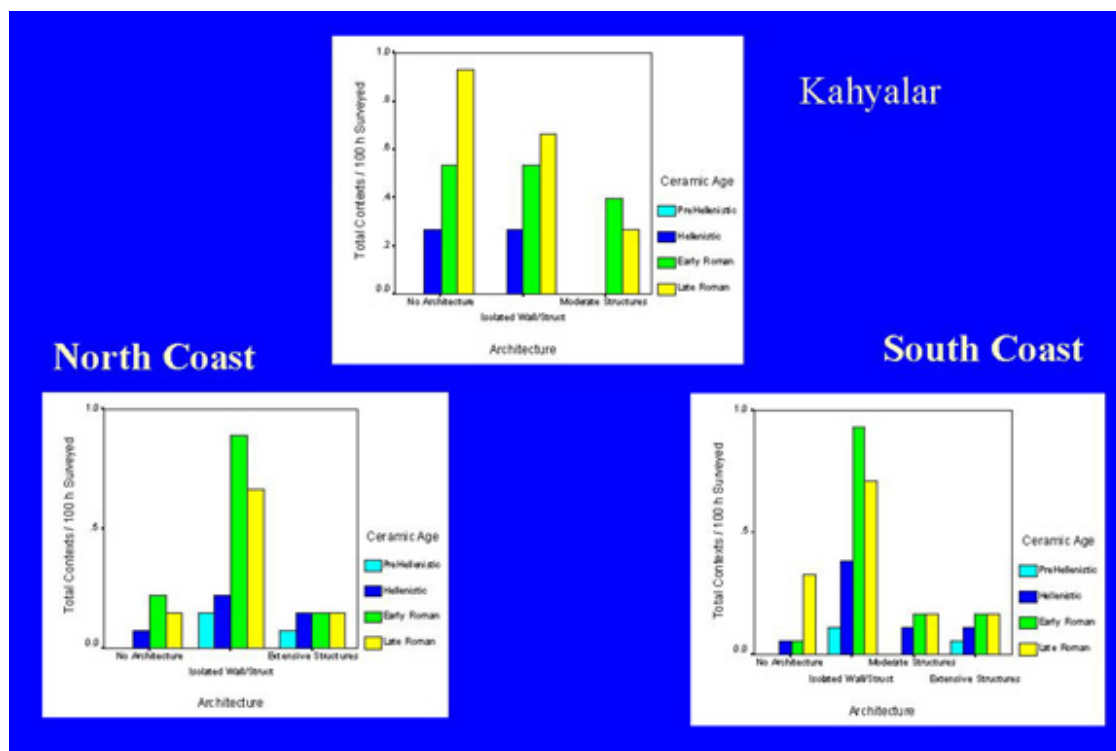 Kahyalar
Total Contexts / 100 h Surveyed
1.0
.8
.6
.4
.2
0.0
No Architecture
Isolated Wall/Struct
Moderate Structures
Architecture
Ceramic Age
PreHellenistic
Hellenistic
Early Roman
Late Roman
North Coast
Total Contexts / 100 h Surveyed
1.0
.5
0.0
No Architecture
Isolated Wall/Struct
Extensive Structures
Architecture
Ceramic Age
PreHellenistic
Hellenistic
Early Roman
Late Roman
South Coast
Total Contexts / 100 h Surveyed
1.0
.5
0.0
No Architecture
Isolated Wall/Struct
Moderate Structures
Extensive Structures
Architecture
Ceramic Age
PreHellenistic
Hellenistic
Early Roman
Late Roman